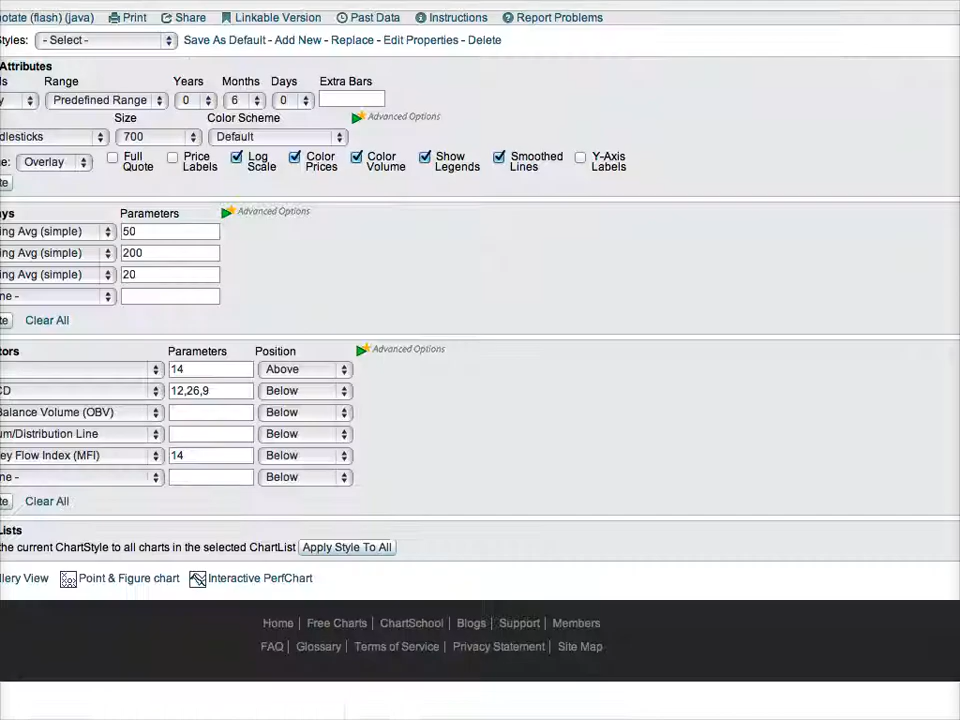 notate (flash) (java) Print Share Linkable Version Past Data Instructions Report Problems
Styles: - Select - Save As Default - Add New - Replace - Edit Properties - Delete
Attributes
ls Range Years Months Days Extra Bars
y Predefined Range 0 6 0
Advanced Options
Size Color Scheme
dlesticks 700 Default
e: Overlay Full Quote Price Labels Log Scale Color Prices Color Volume Show Legends Smoothed Lines Y-Axis Labels
te
ays Parameters Advanced Options
ing Avg (simple) 50
ing Avg (simple) 200
ing Avg (simple) 20
ne -
te Clear All
tors Parameters Position Advanced Options
14 Above
CD 12,26,9 Below
Balance Volume (OBV) Below
um/Distribution Line Below
ey Flow Index (MFI) 14 Below
ne - Below
te Clear All
Lists
the current ChartStyle to all charts in the selected ChartList Apply Style To All
llery View Point & Figure chart Interactive PerfChart
Home | Free Charts | ChartSchool | Blogs | Support | Members
FAQ | Glossary | Terms of Service | Privacy Statement | Site Map